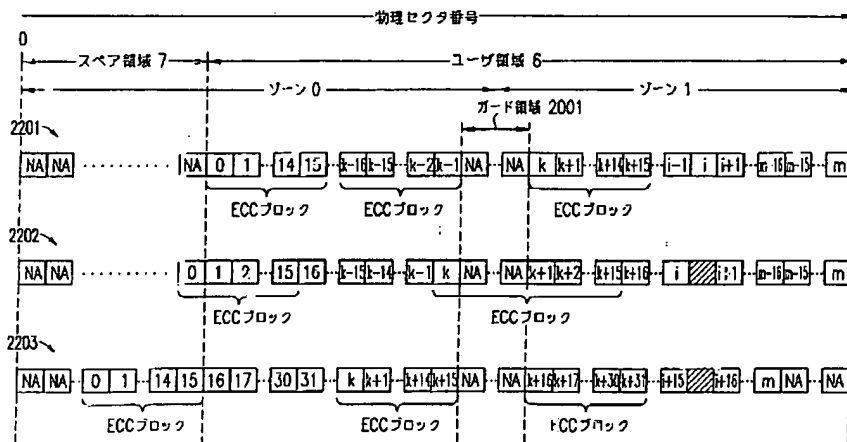 物理セクタ番号
0
スペア領域 7 ユーザ領域 6
ゾーン 0 ゾーン 1
ガード領域 2001
2201
NA NA ········· NA 0 1 14 15 k-16 k-15 k-2 k-1 NA NA k k+1 k+14 k+15 i-1 i i+1 m-16 m-15 m
ECCブロック ECCブロック ECCブロック
2202
NA NA ········· 0 1 2 15 16 k-15 k-14 k-1 k NA NA k+1 k+2 k+15 k+16 i i+1 m-16 m-15 m
ECCブロック ECCブロック
2203
NA NA 0 1 14 15 16 17 30 31 k k+1 k+14 k+15 NA NA k+16 k+17 k+30 k+31 i+15 i+16 m NA NA
ECCブロック ECCブロック ECCブロック